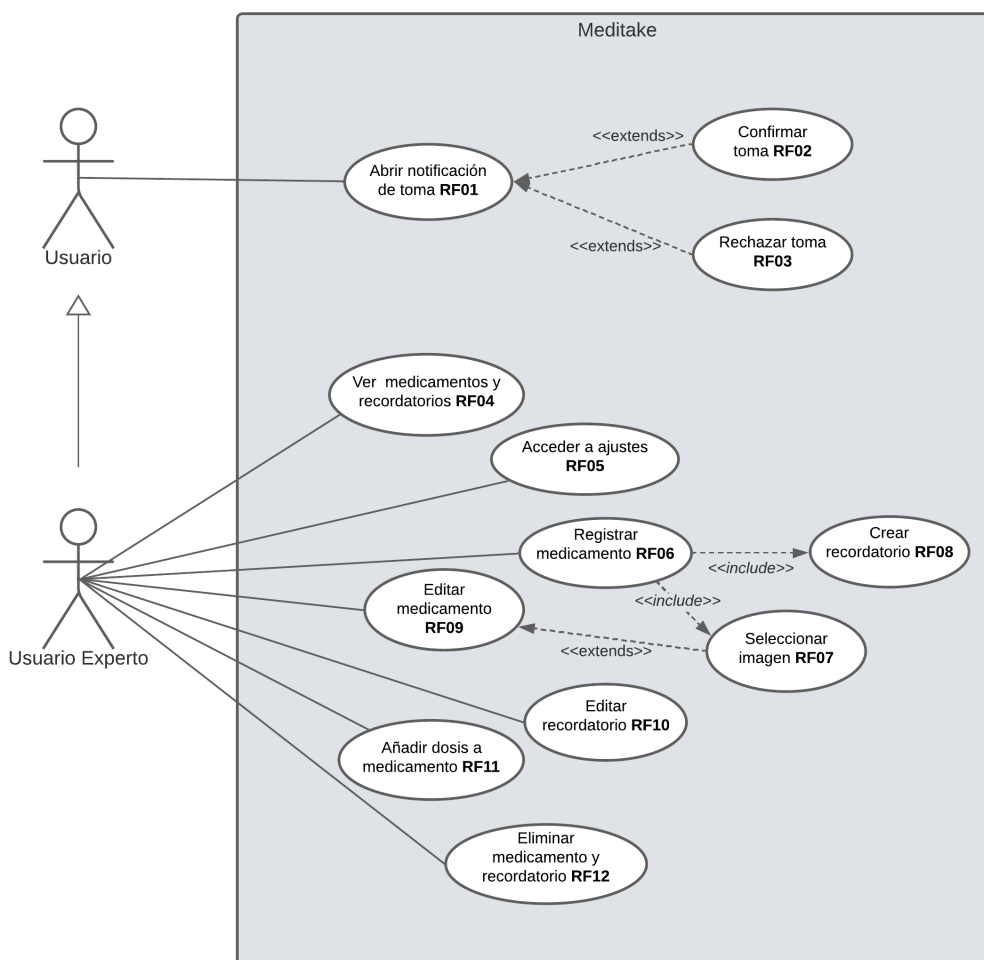 Meditake
<<extends>>
Confirmar
toma RF02
Abrir notificación
de toma RF01
<<extends>>
Rechazar toma
RF03
Usuario
Ver  medicamentos y
recordatorios RF04
Acceder a ajustes
RF05
Registrar
medicamento RF06
Crear
recordatorio RF08
<<include>>
Editar
medicamento
RF09
<<include>>
<<extends>>
Seleccionar
imagen RF07
Usuario Experto
Editar
recordatorio RF10
Añadir dosis a
medicamento RF11
Eliminar
medicamento y
recordatorio RF12